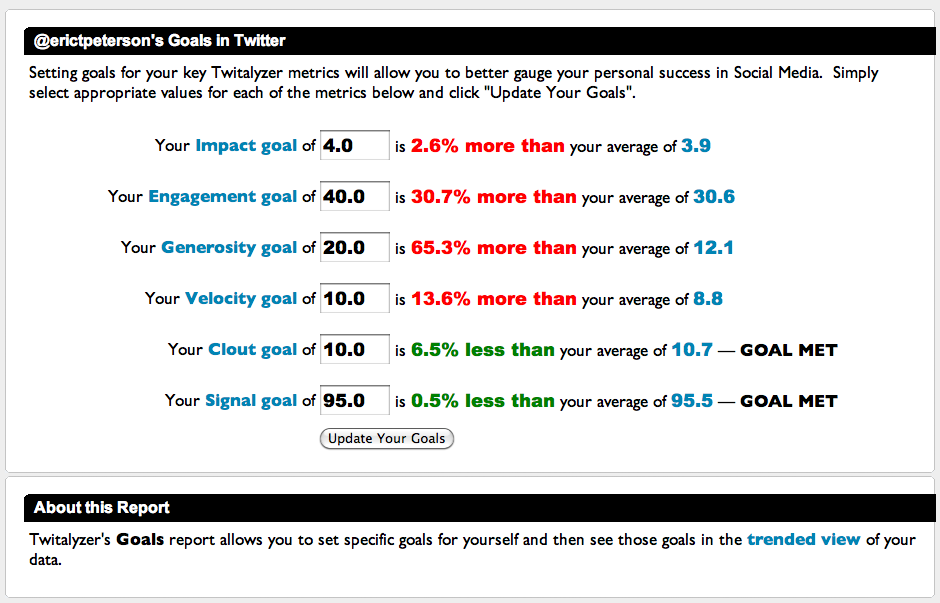 @erictpeterson's Goals in Twitter
Setting goals for your key Twitalyzer metrics will allow you to better gauge your personal success in Social Media.  Simply
select appropriate values for each of the metrics below and click "Update Your Goals".
Your Impact goal of 4.0 is 2.6% more than your average of 3.9
Your Engagement goal of 40.0 is 30.7% more than your average of 30.6
Your Generosity goal of 20.0 is 65.3% more than your average of 12.1
Your Velocity goal of 10.0 is 13.6% more than your average of 8.8
Your Clout goal of 10.0 is 6.5% less than your average of 10.7 — GOAL MET
Your Signal goal of 95.0 is 0.5% less than your average of 95.5 — GOAL MET
Update Your Goals
About this Report
Twitalyzer's Goals report allows you to set specific goals for yourself and then see those goals in the trended view of your
data.